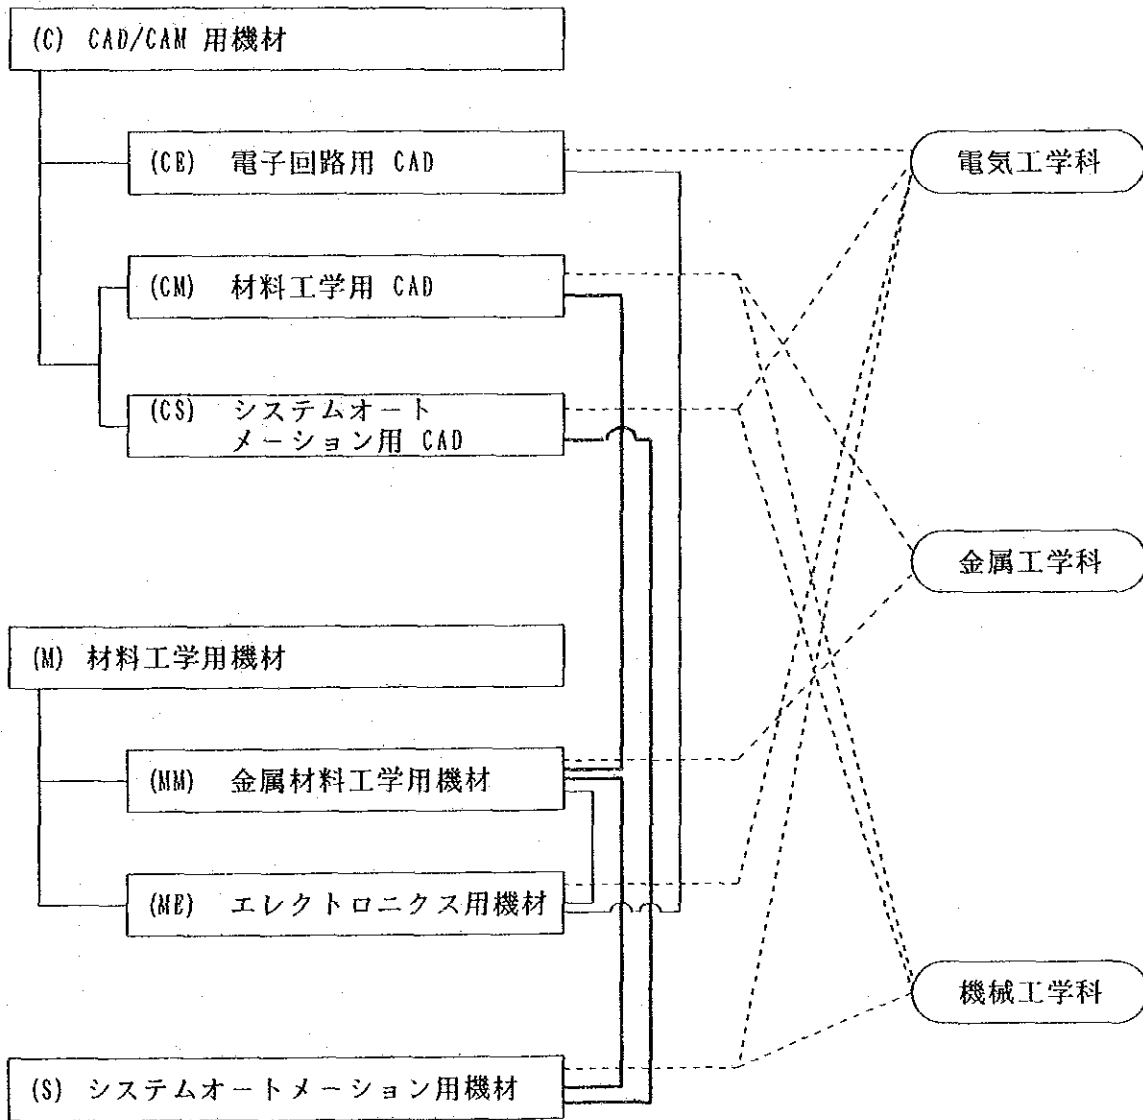 (C) CAD/CAM 用機材
(CE) 電子回路用 CAD
電気工学科
(CM) 材料工学用 CAD
(CS) システムオート
メーション用 CAD
金属工学科
(M) 材料工学用機材
(MM) 金属材料工学用機材
(ME) エレクトロニクス用機材
機械工学科
(S) システムオートメーション用機材